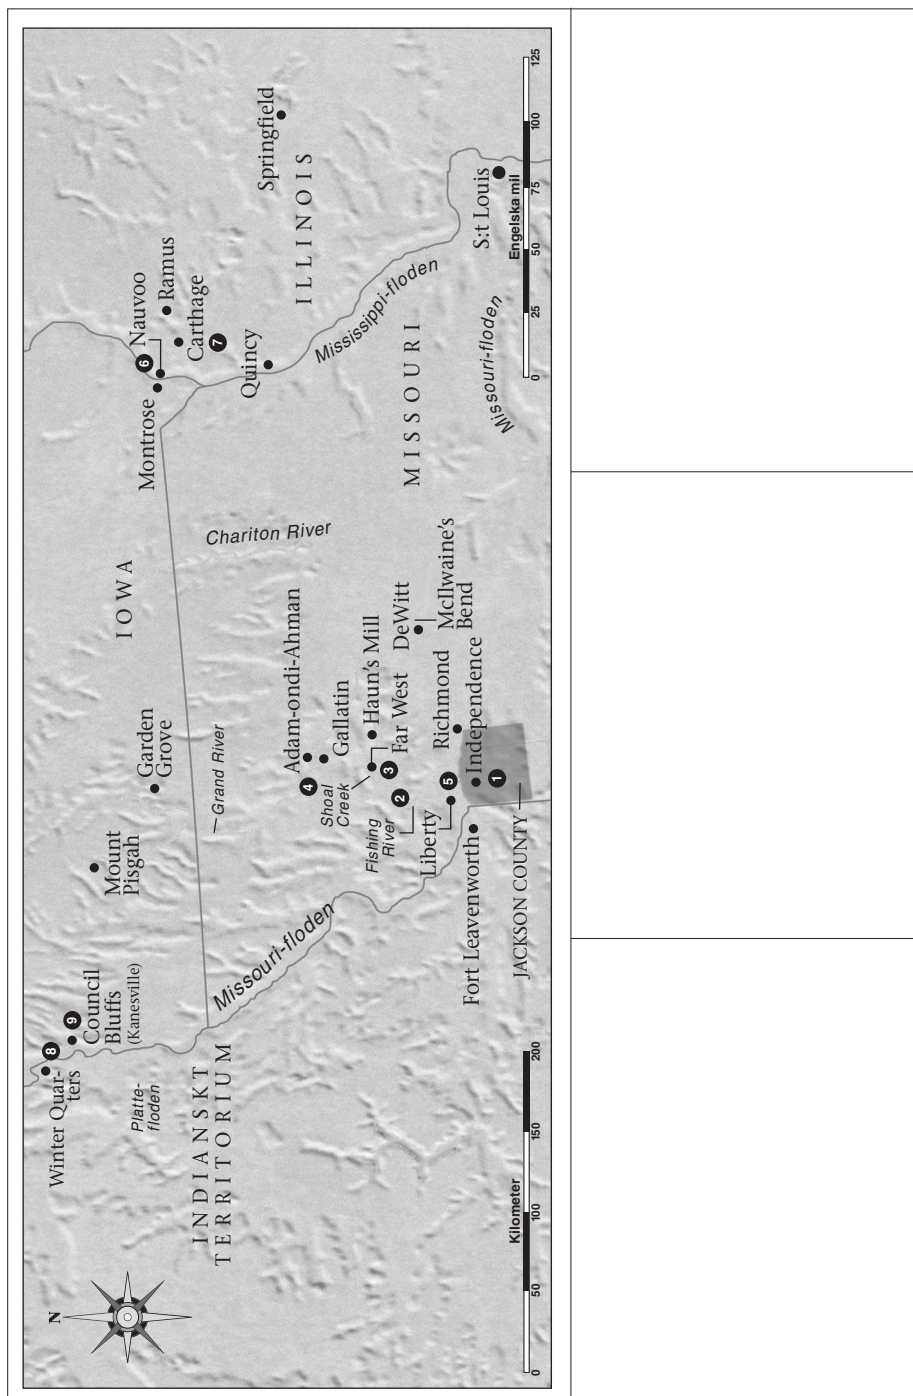 N
Winter Quar-
ters
8
9
Council
Bluffs
(Kanesville)
Platte-
floden
INDIANSKT
TERRITORIUM
Mount
Pisgah
Garden
Grove
IOWA
Grand River
Missouri-floden
Chariton River
Montrose
6
Nauvoo
Ramus
Carthage
7
Quincy
Springfield
ILLINOIS
Mississippi-floden
MISSOURI
Adam-ondi-Ahman
4
Gallatin
Shoal
Creek
Haun's Mill
3
Far West
2
Fishing
River
DeWitt
McIlwaine's
Bend
Liberty
5
Richmond
Independence
1
Fort Leavenworth
JACKSON COUNTY
S:t Louis
Missouri-floden
Kilometer
0 50 100 150 200
Engelska mil
0 25 50 75 100 125